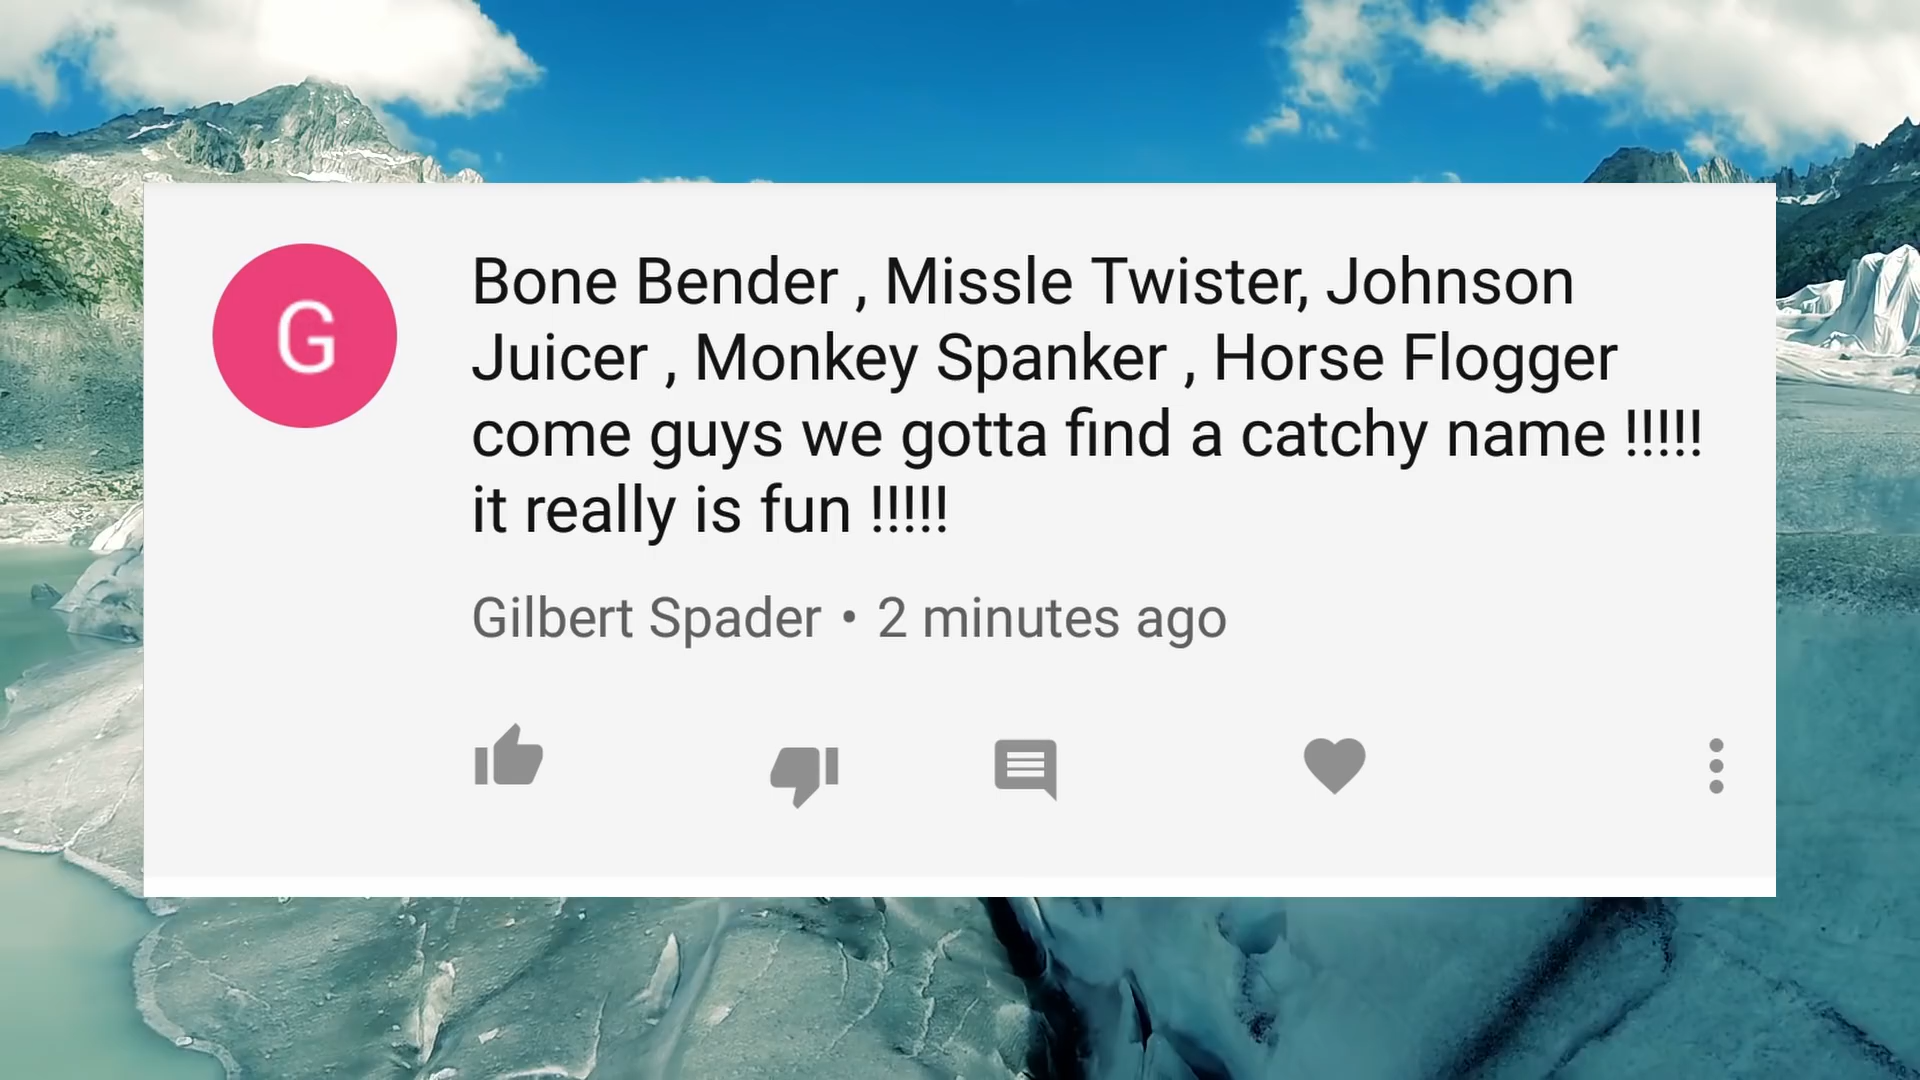 G
Bone Bender , Missle Twister, Johnson
Juicer , Monkey Spanker , Horse Flogger
come guys we gotta find a catchy name !!!!!
it really is fun !!!!!
Gilbert Spader • 2 minutes ago